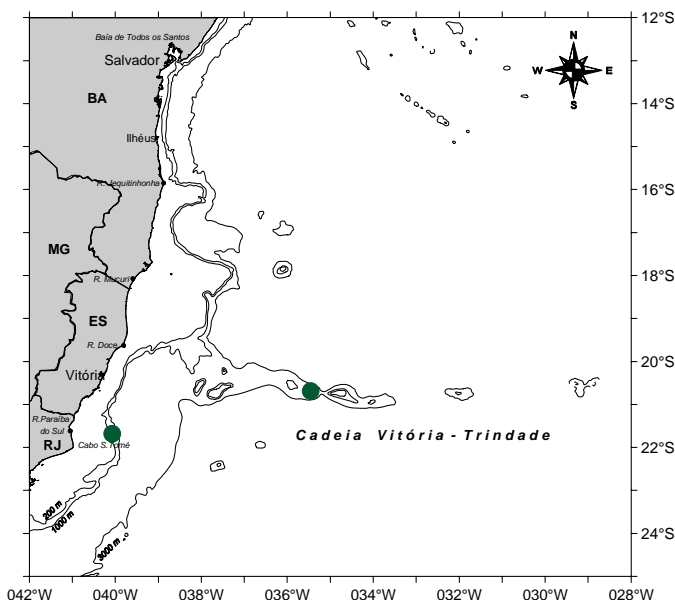 12°S
Baía de Todos os Santos
Salvador
N
W
E
S
BA
14°S
Ilhéus
R. Jequitinhonha
16°S
MG
R. Mucuri
18°S
ES
R. Doce
20°S
Vitória
R.Paraíba
do Sul
RJ
Cabo S.Tomé
Cadeia Vitória - Trindade
22°S
200 m
1000 m
3000 m
24°S
042°W
040°W
038°W
036°W
034°W
032°W
030°W
028°W